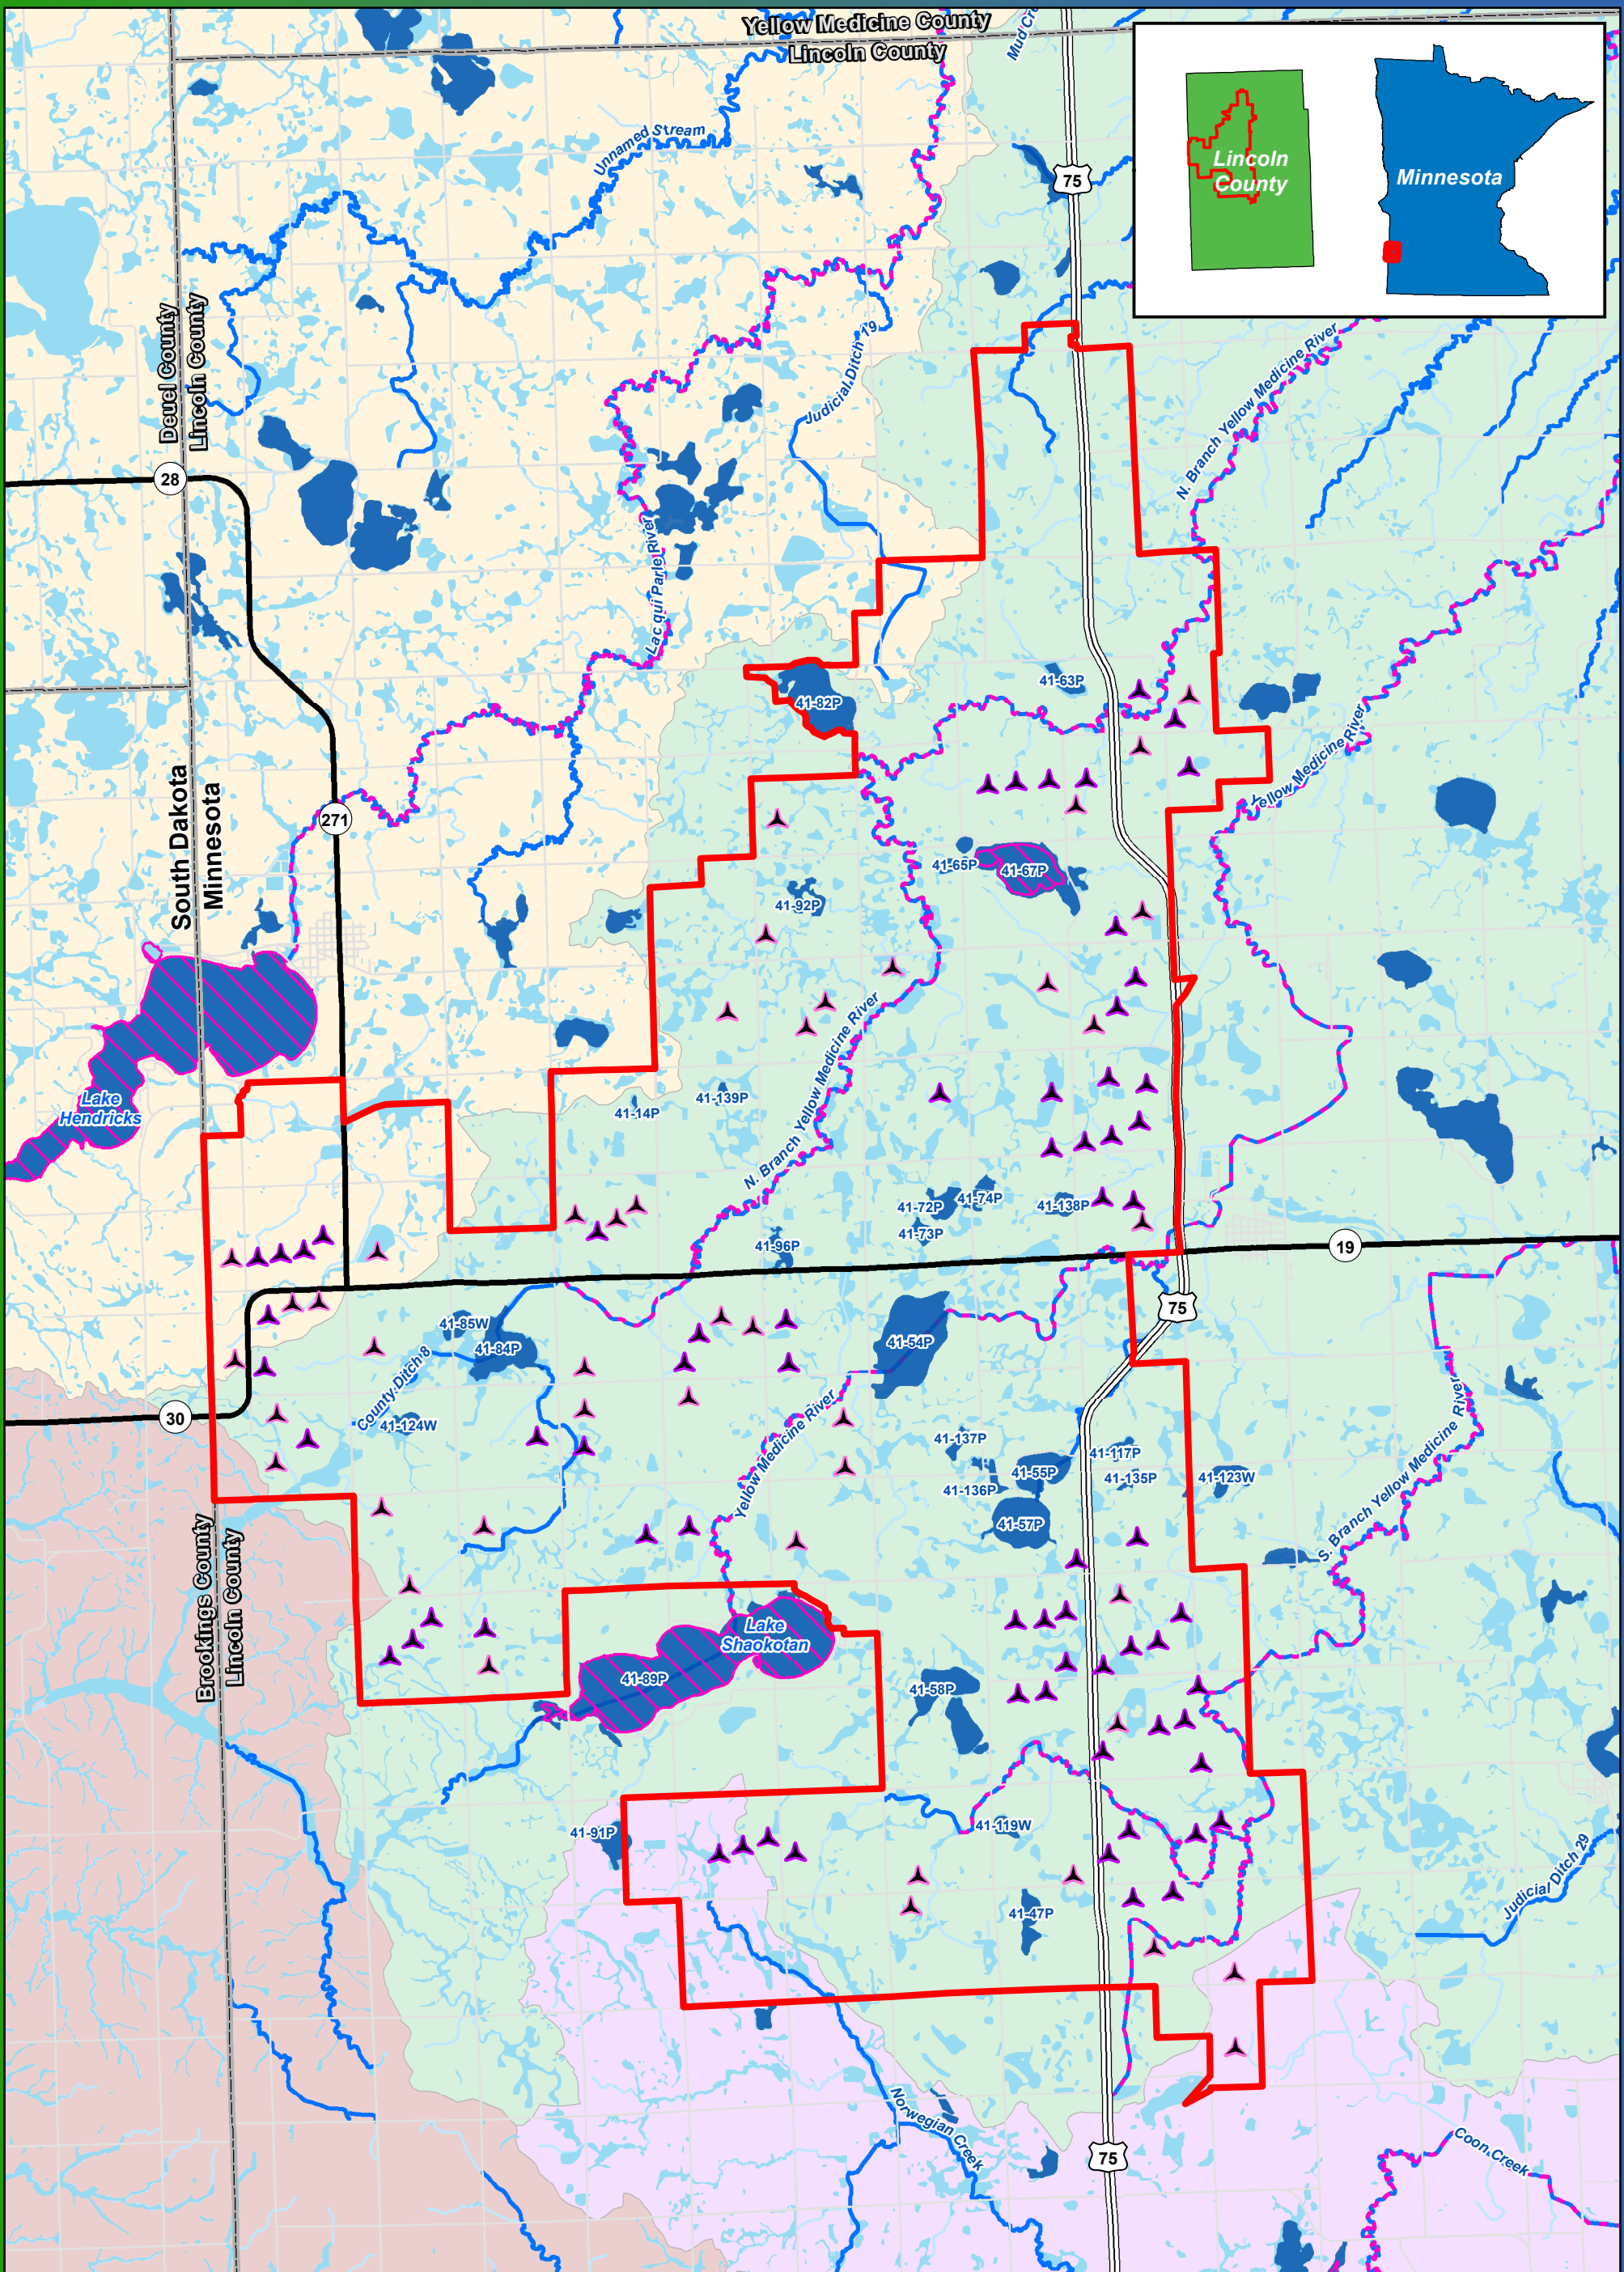 Yellow Medicine County
Lincoln County
Mud Cr
Lincoln
County
Minnesota
Unnamed Stream
75
Deuel County
Lincoln County
Judicial Ditch 19
N. Branch Yellow Medicine River
28
Lac qui Parle River
41-63P
41-82P
Yellow Medicine River
South Dakota
Minnesota
271
41-65P
41-67P
41-92P
Lake
Hendricks
41-139P
41-14P
N. Branch Yellow Medicine River
41-74P
41-72P
41-138P
41-73P
41-96P
19
75
41-85W
41-84P
41-54P
County Ditch 8
30
41-124W
Yellow Medicine River
41-137P
41-117P
41-55P
41-135P
41-123W
41-136P
41-57P
S. Branch Yellow Medicine River
Brookings County
Lincoln County
Lake
Shaokotan
41-89P
41-58P
41-119W
41-91P
41-47P
Judicial Ditch 29
Norwegian Creek
75
Coon Creek